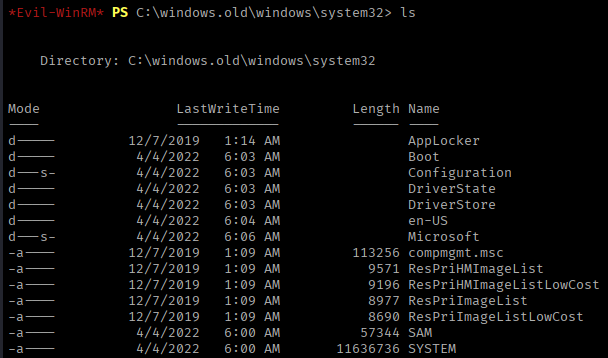 *Evil-WinRM* PS C:\windows.old\windows\system32> ls
Directory: C:\windows.old\windows\system32
Mode LastWriteTime Length Name
---- ------------- ------ ----
d----- 12/7/2019 1:14 AM AppLocker
d----- 4/4/2022 6:03 AM Boot
d---s- 4/4/2022 6:03 AM Configuration
d----- 4/4/2022 6:03 AM DriverState
d----- 4/4/2022 6:03 AM DriverStore
d----- 4/4/2022 6:04 AM en-US
d---s- 4/4/2022 6:06 AM Microsoft
-a---- 12/7/2019 1:09 AM 113256 compmgmt.msc
-a---- 12/7/2019 1:09 AM 9571 ResPriHMImageList
-a---- 12/7/2019 1:09 AM 9196 ResPriHMImageListLowCost
-a---- 12/7/2019 1:09 AM 8977 ResPriImageList
-a---- 12/7/2019 1:09 AM 8690 ResPriImageListLowCost
-a---- 4/4/2022 6:00 AM 57344 SAM
-a---- 4/4/2022 6:00 AM 11636736 SYSTEM